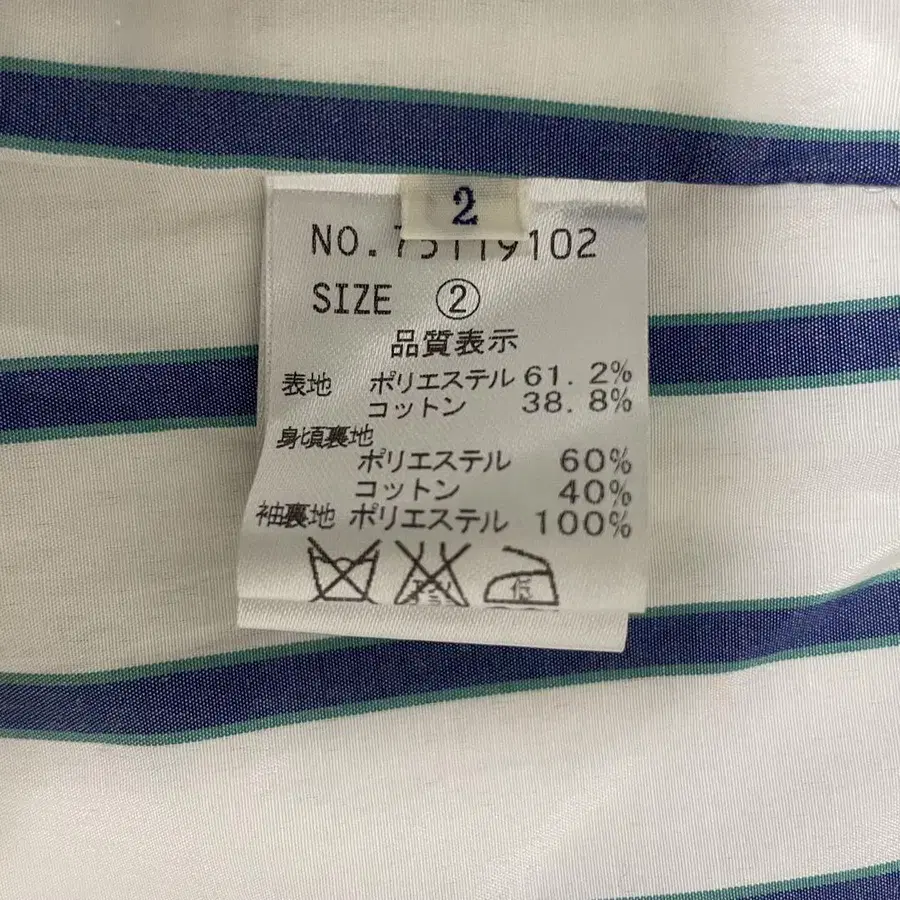 2
NO.75119102
SIZE ②
品質表示
表地 ポリエステル 61.2%
コットン 38.8%
身頃裏地
ポリエステル 60%
コットン 40%
袖裏地 ポリエステル 100%
低